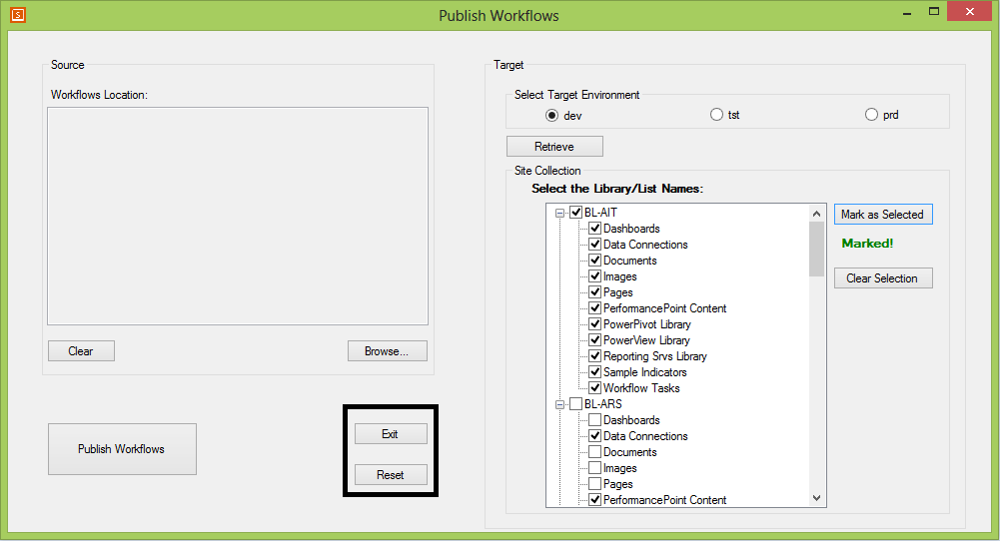 Publish Workflows
Source
Workflows Location:
Clear
Browse...
Publish Workflows
Exit
Reset
Target
Select Target Environment
dev
tst
prd
Retrieve
Site Collection
Select the Library/List Names:
BL-AIT
Dashboards
Data Connections
Documents
Images
Pages
PerformancePoint Content
PowerPivot Library
PowerView Library
Reporting Srvs Library
Sample Indicators
Workflow Tasks
BL-ARS
Dashboards
Data Connections
Documents
Images
Pages
PerformancePoint Content
Mark as Selected
Marked!
Clear Selection